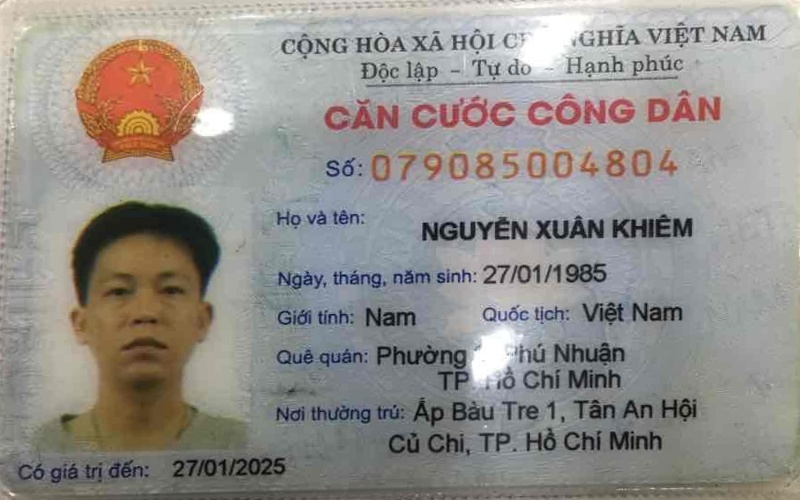 CỘNG HÒA XÃ HỘI NGHĨA VIỆT NAM
Độc lập - Tự do - Hạnh phúc
CĂN CƯỚC CÔNG DÂN
Số: 079085004804
Họ và tên: NGUYỄN XUÂN KHIÊM
Ngày, tháng, năm sinh: 27/01/1985
Giới tính: Nam Quốc tịch: Việt Nam
Quê quán: Phường Phú Nhuận
TP. Hồ Chí Minh
Nơi thường trú: Ấp Bàu Tre 1, Tân An Hội
Củ Chi, TP. Hồ Chí Minh
Có giá trị đến: 27/01/2025